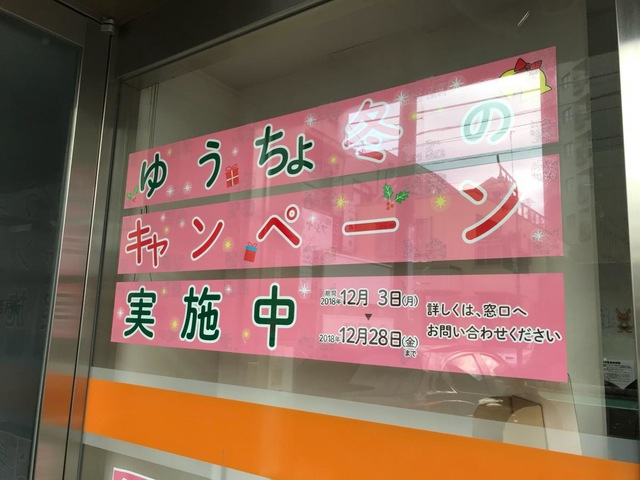 ゆうちょ冬の
キャンペーン
実施中
期間
2018年12月 3日(月)
▼
2018年12月28日(金)
まで
詳しくは、窓口へ
お問い合わせください